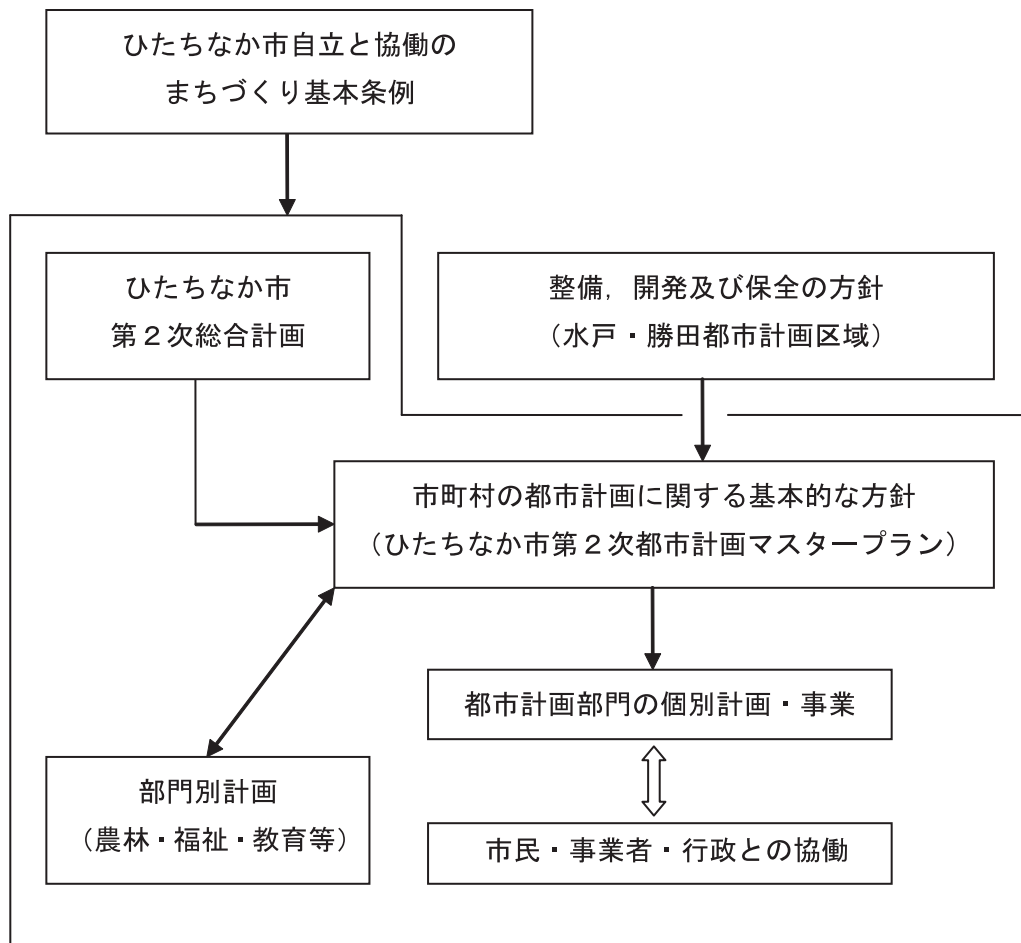 ひたちなか市自立と協働の
まちづくり基本条例
ひたちなか市
第２次総合計画
整備，開発及び保全の方針
（水戸・勝田都市計画区域）
市町村の都市計画に関する基本的な方針
（ひたちなか市第２次都市計画マスタープラン）
都市計画部門の個別計画・事業
部門別計画
（農林・福祉・教育等）
市民・事業者・行政との協働